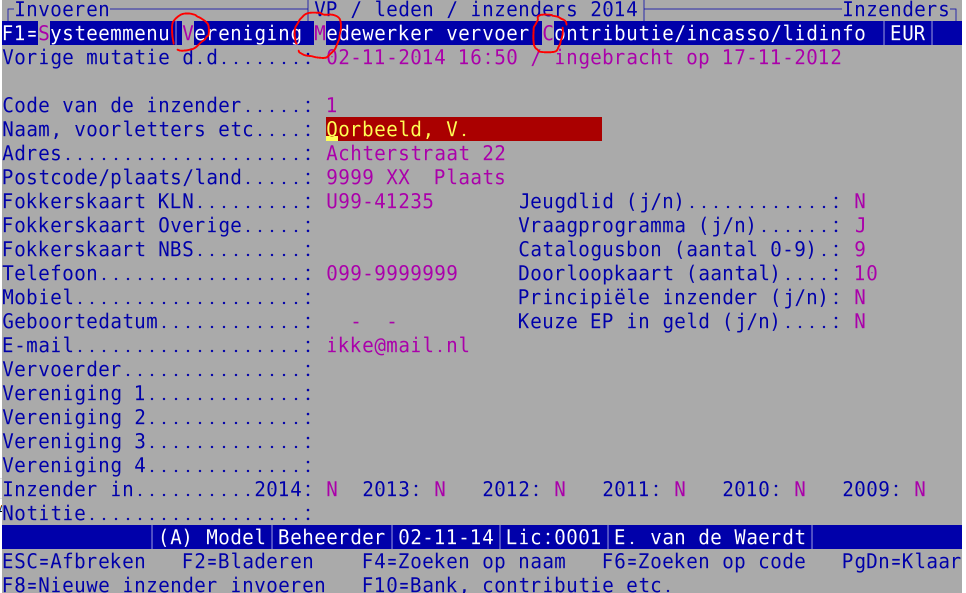 Invoeren VP / leden / inzenders 2014 Inzenders
F1=Systeemmenu Vereniging Medewerker vervoer Contributie/incasso/lidinfo EUR
Vorige mutatie d.d.......: 02-11-2014 16:50 / ingebracht op 17-11-2012
Code van de inzender.....: 1
Naam, voorletters etc....: Oorbeeld, V.
Adres....................: Achterstraat 22
Postcode/plaats/land.....: 9999 XX Plaats
Fokkerskaart KLN.........: U99-41235 Jeugdlid (j/n)............: N
Fokkerskaart Overige.....: Vraagprogramma (j/n).......: J
Fokkerskaart NBS.........: Catalogusbon (aantal 0-9).: 9
Telefoon.................: 099-9999999 Doorloopkaart (aantal)....: 10
Mobiel...................: Principiële inzender (j/n): N
Geboortedatum............: - - Keuze EP in geld (j/n)....: N
E-mail...................: ikke@mail.nl
Vervoerder...............:
Vereniging 1.............:
Vereniging 2.............:
Vereniging 3.............:
Vereniging 4.............:
Inzender in..........2014: N 2013: N 2012: N 2011: N 2010: N 2009: N
Notitie..................:
(A) Model Beheerder 02-11-14 Lic:0001 E. van de Waerdt
ESC=Afbreken F2=Bladeren F4=Zoeken op naam F6=Zoeken op code PgDn=Klaar
F8=Nieuwe inzender invoeren F10=Bank, contributie etc.